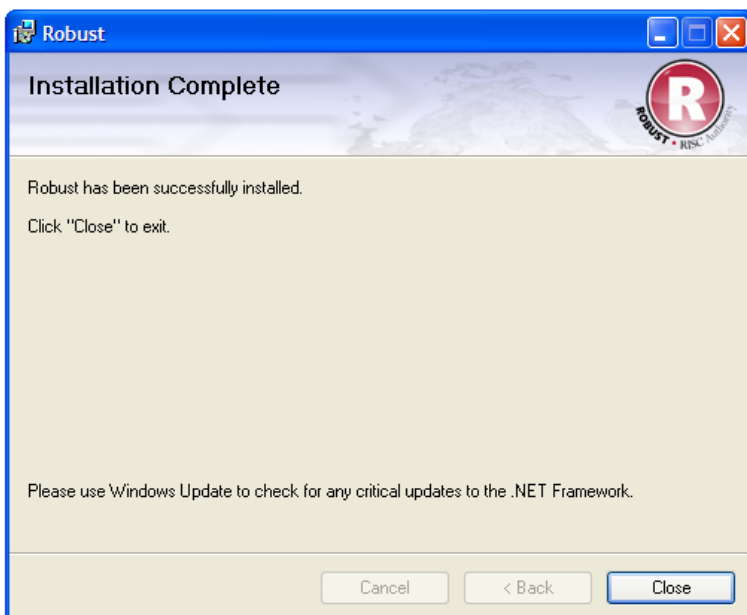 Robust
Installation Complete
R
ROBUST • RISC Authority
Robust has been successfully installed.
Click "Close" to exit.
Please use Windows Update to check for any critical updates to the .NET Framework.
Cancel
< Back
Close